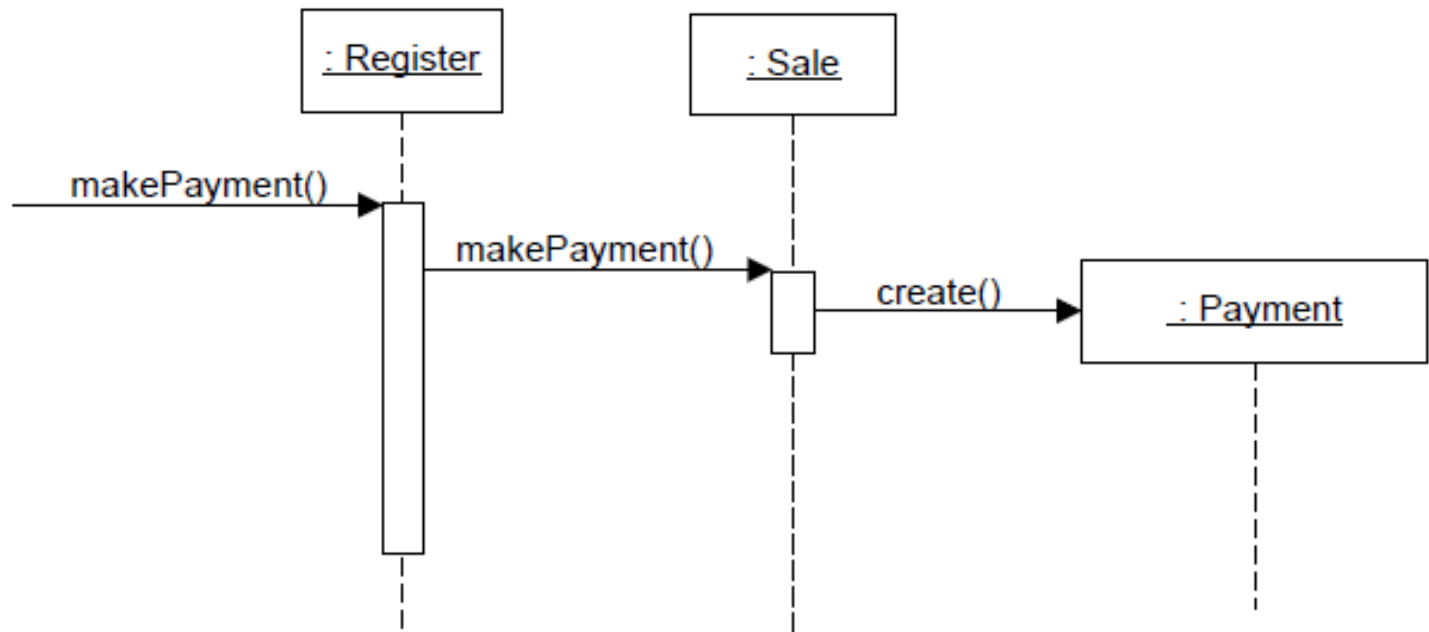 : Register
: Sale
makePayment()
makePayment()
create()
: Payment